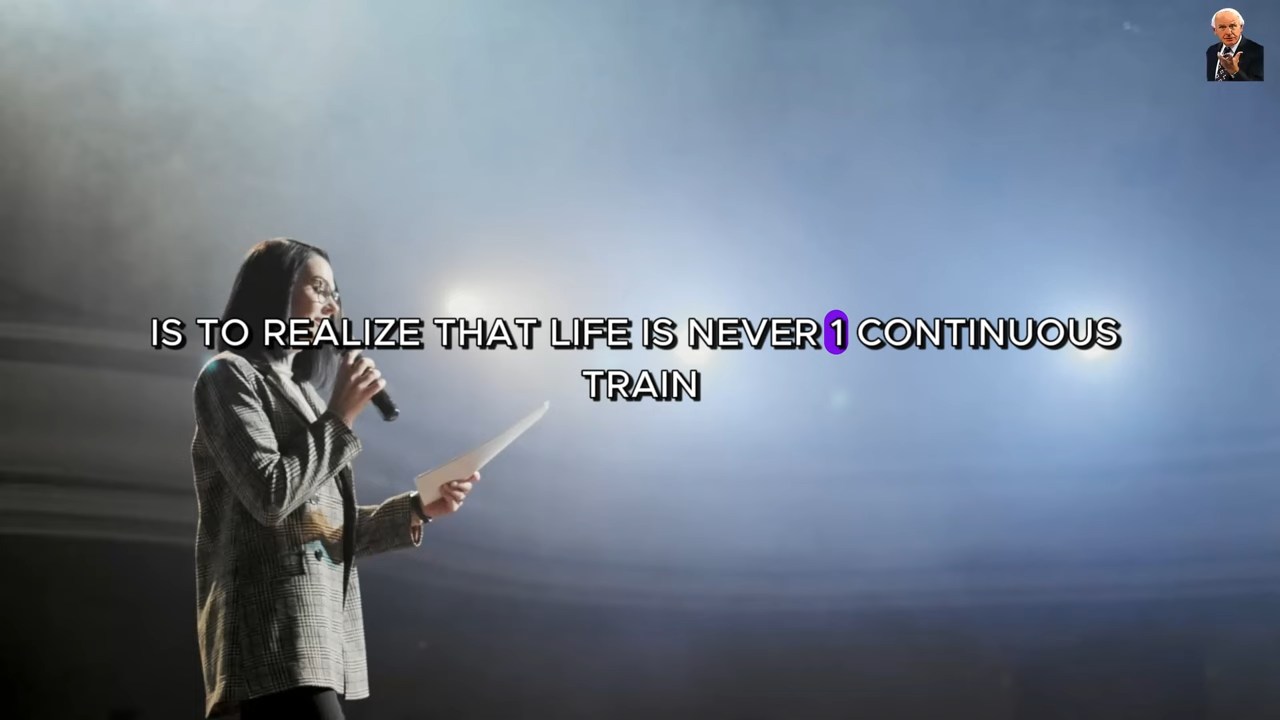 IS TO REALIZE THAT LIFE IS NEVER 1 CONTINUOUS
TRAIN